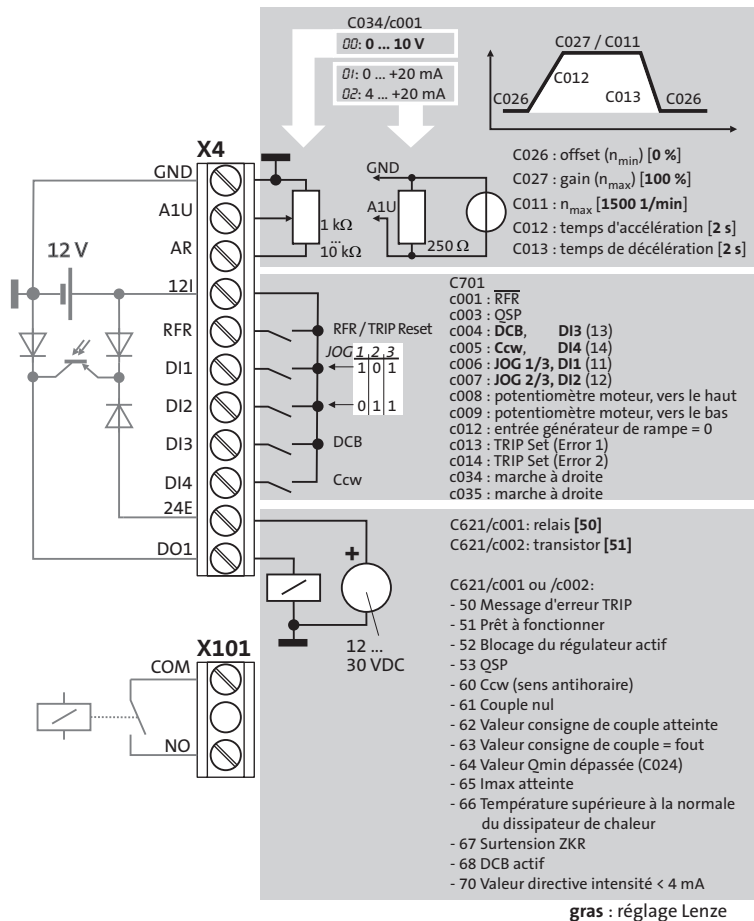 C034/c001
00: 0 ... 10 V
01: 0 ... +20 mA
02: 4 ... +20 mA
C027 / C011
C012
C026
C013
C026
X4
GND
A1U
AR
1 kΩ
...
10 kΩ
GND
A1U
250 Ω
C026 : offset (nmin) [0 %]
C027 : gain (nmax) [100 %]
C011 : nmax [1500 1/min]
C012 : temps d'accélération [2 s]
C013 : temps de décélération [2 s]
12 V
12I
RFR
DI1
DI2
DI3
DI4
24E
DO1
RFR / TRIP Reset
JOG 1 2 3
1 0 1
0 1 1
DCB
Ccw
C701
c001 : RFR
c003 : QSP
c004 : DCB, DI3 (13)
c005 : Ccw, DI4 (14)
c006 : JOG 1/3, DI1 (11)
c007 : JOG 2/3, DI2 (12)
c008 : potentiomètre moteur, vers le haut
c009 : potentiomètre moteur, vers le bas
c012 : entrée générateur de rampe = 0
c013 : TRIP Set (Error 1)
c014 : TRIP Set (Error 2)
c034 : marche à droite
c035 : marche à droite
+
12 ...
30 VDC
C621/c001: relais [50]
C621/c002: transistor [51]
C621/c001 ou /c002:
- 50 Message d'erreur TRIP
- 51 Prêt à fonctionner
- 52 Blocage du régulateur actif
- 53 QSP
- 60 Ccw (sens antihoraire)
- 61 Couple nul
- 62 Valeur consigne de couple atteinte
- 63 Valeur consigne de couple = fout
- 64 Valeur Qmin dépassée (C024)
- 65 Imax atteinte
- 66 Température supérieure à la normale
du dissipateur de chaleur
- 67 Surtension ZKR
- 68 DCB actif
- 70 Valeur directive intensité < 4 mA
X101
COM
NO
gras : réglage Lenze